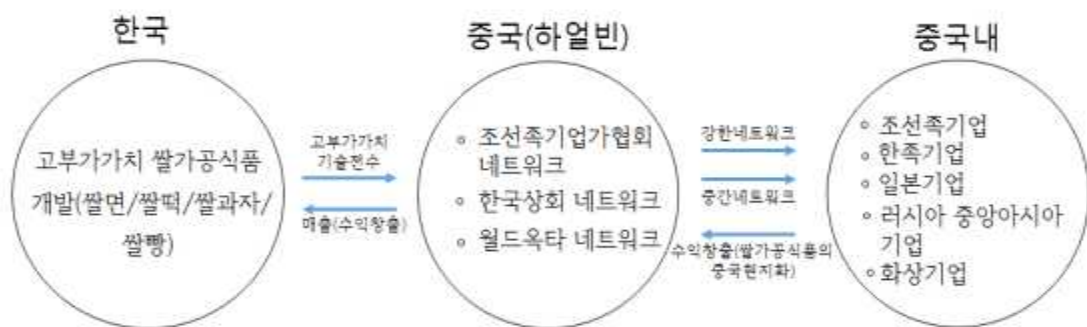 한국
고부가가치 쌀가공식품
개발(쌀면/쌀떡/쌀과자/
쌀빵)
고부가가치
기술전수
매출(수익창출)
중국(하얼빈)
◦ 조선족기업가협회
네트워크
◦ 한국상회 네트워크
◦ 월드옥타 네트워크
강한네트워크
중간네트워크
수익창출(쌀가공식품의
중국현지화)
중국내
◦ 조선족기업
◦ 한족기업
◦ 일본기업
◦ 러시아 중앙아시아
기업
◦ 화상기업